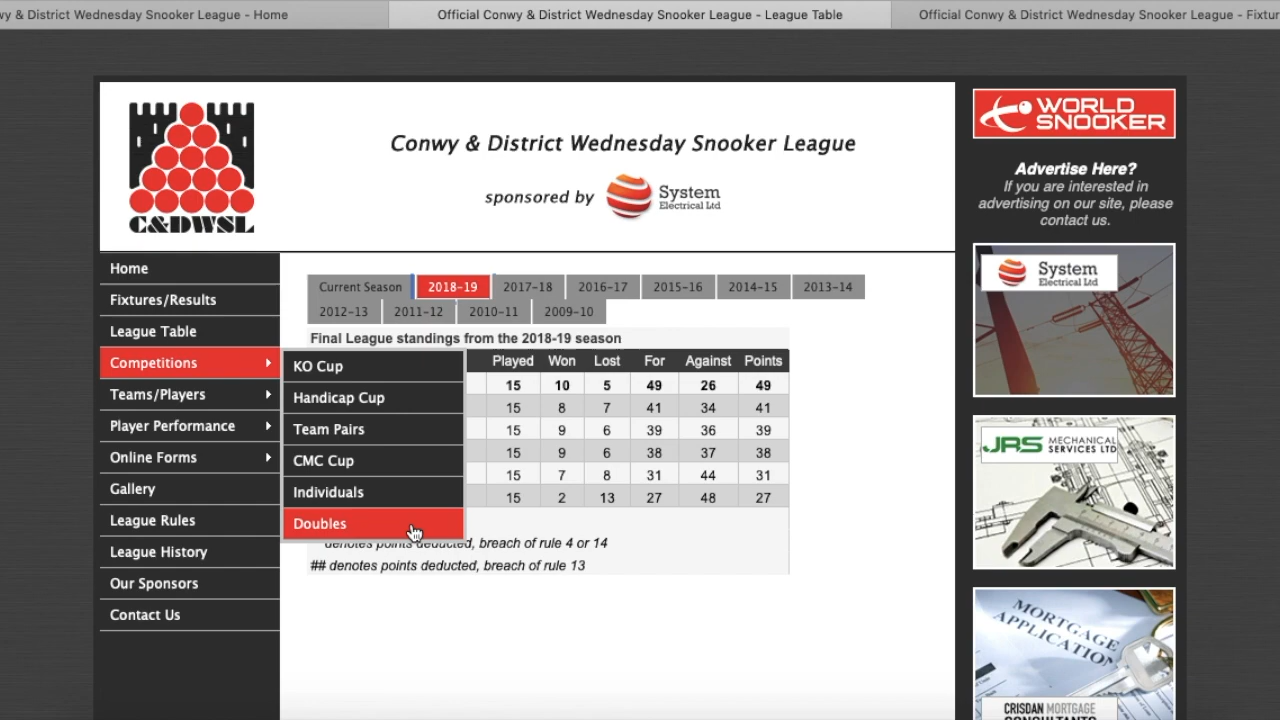 wy & District Wednesday Snooker League - Home
Official Conwy & District Wednesday Snooker League - League Table
Official Conwy & District Wednesday Snooker League - Fixtur
C&DWSL
Conwy & District Wednesday Snooker League
sponsored by System Electrical Ltd
WORLD SNOOKER
Advertise Here?
If you are interested in
advertising on our site, please
contact us.
System
Electrical Ltd
JRS MECHANICAL SERVICES LTD
MORTGAGE
APPLICATION
CRISDAN MORTGAGE
CONSULTANTS
Home
Fixtures/Results
League Table
Competitions
Teams/Players
Player Performance
Online Forms
Gallery
League Rules
League History
Our Sponsors
Contact Us
KO Cup
Handicap Cup
Team Pairs
CMC Cup
Individuals
Doubles
Current Season 2018-19 2017-18 2016-17 2015-16 2014-15 2013-14
2012-13 2011-12 2010-11 2009-10
Final League standings from the 2018-19 season
Played Won Lost For Against Points
15 10 5 49 26 49
15 8 7 41 34 41
15 9 6 39 36 39
15 9 6 38 37 38
15 7 8 31 44 31
15 2 13 27 48 27
denotes points deducted, breach of rule 4 or 14
## denotes points deducted, breach of rule 13